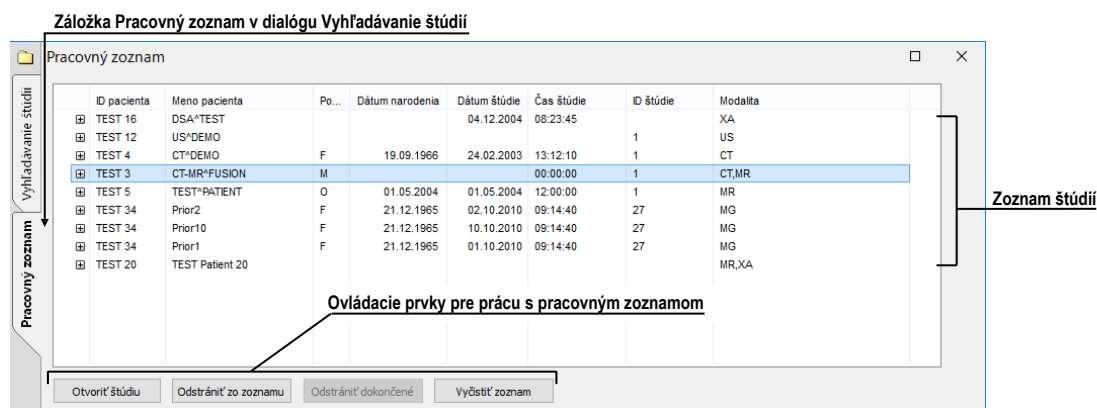 Záložka Pracovný zoznam v dialógu Vyhľadávanie štúdií
Pracovný zoznam
Vyhľadávanie štúdií
Pracovný zoznam
ID pacienta Meno pacienta Po... Dátum narodenia Dátum štúdie Čas štúdie ID štúdie Modalita
TEST 16 DSA^TEST 04.12.2004 08:23:45 XA
TEST 12 US^DEMO 1 US
TEST 4 CT^DEMO F 19.09.1966 24.02.2003 13:12:10 1 CT
TEST 3 CT-MR^FUSION M 00:00:00 1 CT,MR
TEST 5 TEST^PATIENT O 01.05.2004 01.05.2004 12:00:00 1 MR
TEST 34 Prior2 F 21.12.1965 02.10.2010 09:14:40 27 MG
TEST 34 Prior10 F 21.12.1965 10.10.2010 09:14:40 27 MG
TEST 34 Prior1 F 21.12.1965 01.10.2010 09:14:40 27 MG
TEST 20 TEST Patient 20 MR,XA
Zoznam štúdií
Ovládacie prvky pre prácu s pracovným zoznamom
Otvoriť štúdiu Odstrániť zo zoznamu Odstrániť dokončené Vyčistiť zoznam